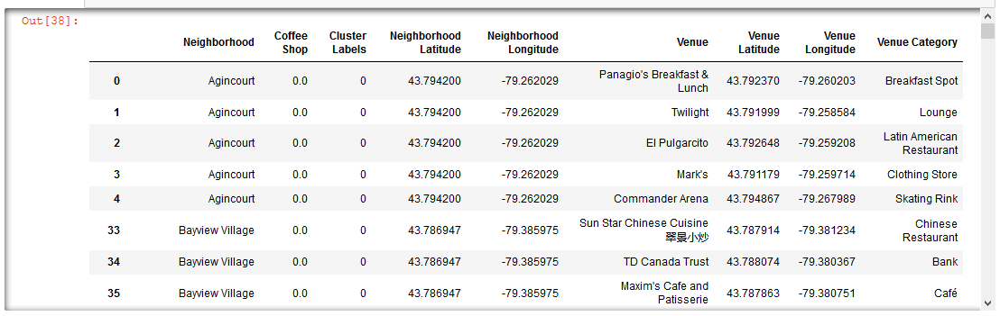 Out[38]:
Neighborhood Coffee Shop Cluster Labels Neighborhood Latitude Neighborhood Longitude Venue Venue Latitude Venue Longitude Venue Category
0 Agincourt 0.0 0 43.794200 -79.262029 Panagio's Breakfast & Lunch 43.792370 -79.260203 Breakfast Spot
1 Agincourt 0.0 0 43.794200 -79.262029 Twilight 43.791999 -79.258584 Lounge
2 Agincourt 0.0 0 43.794200 -79.262029 El Pulgarcito 43.792648 -79.259208 Latin American Restaurant
3 Agincourt 0.0 0 43.794200 -79.262029 Mark's 43.791179 -79.259714 Clothing Store
4 Agincourt 0.0 0 43.794200 -79.262029 Commander Arena 43.794867 -79.267989 Skating Rink
33 Bayview Village 0.0 0 43.786947 -79.385975 Sun Star Chinese Cuisine 翠景小炒 43.787914 -79.381234 Chinese Restaurant
34 Bayview Village 0.0 0 43.786947 -79.385975 TD Canada Trust 43.788074 -79.380367 Bank
35 Bayview Village 0.0 0 43.786947 -79.385975 Maxim's Cafe and Patisserie 43.787863 -79.380751 Café